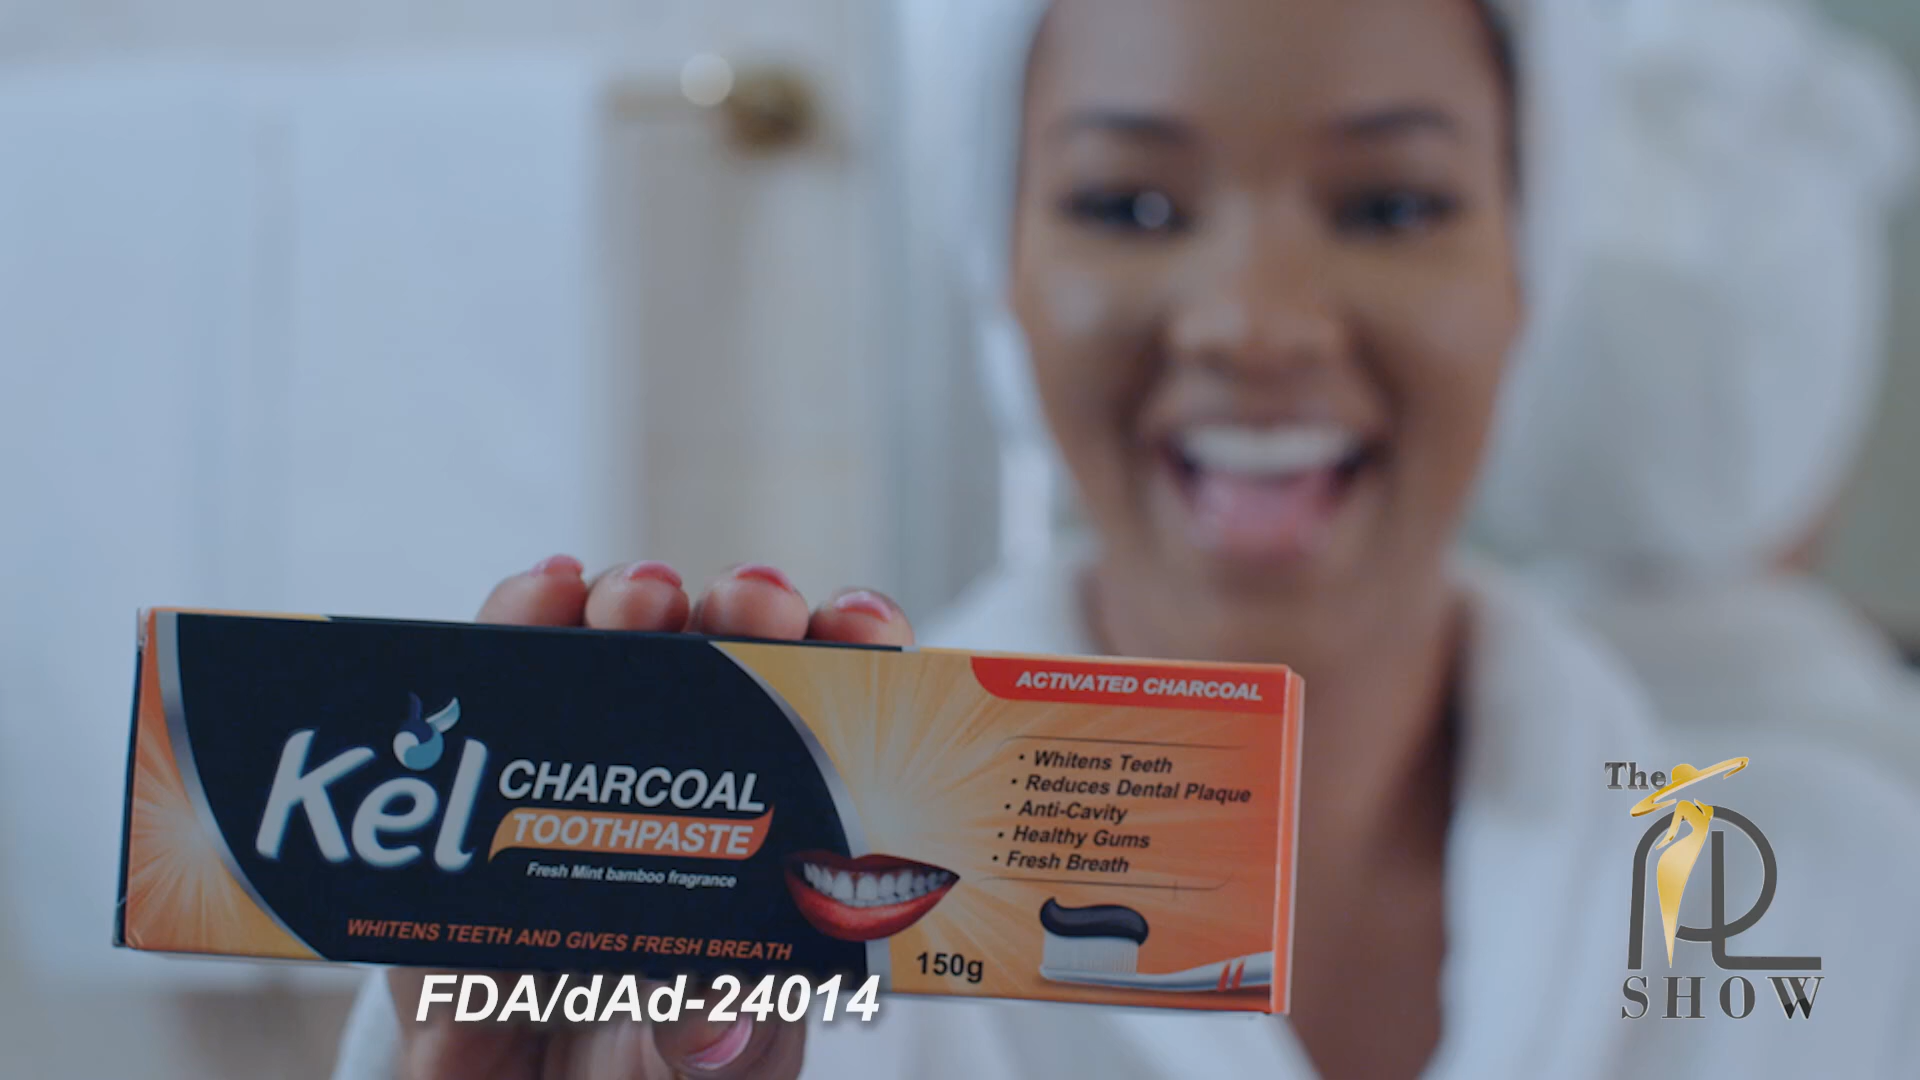 Kel
CHARCOAL
TOOTHPASTE
Fresh Mint bamboo fragrance
WHITENS TEETH AND GIVES FRESH BREATH
ACTIVATED CHARCOAL
• Whitens Teeth
• Reduces Dental Plaque
• Anti-Cavity
• Healthy Gums
• Fresh Breath
150g
FDA/dAd-24014
The
PL
SHOW